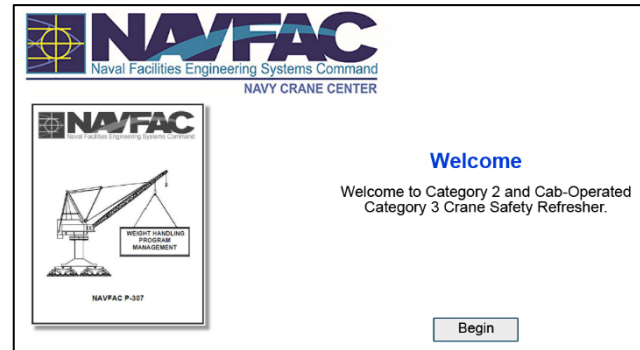 NAVFAC
Naval Facilities Engineering Systems Command
NAVY CRANE CENTER
NAVFAC
Naval Facilities Engineering Systems Command
WEIGHT HANDLING
PROGRAM
MANAGEMENT
NAVFAC P-307
Welcome
Welcome to Category 2 and Cab-Operated
Category 3 Crane Safety Refresher.
Begin